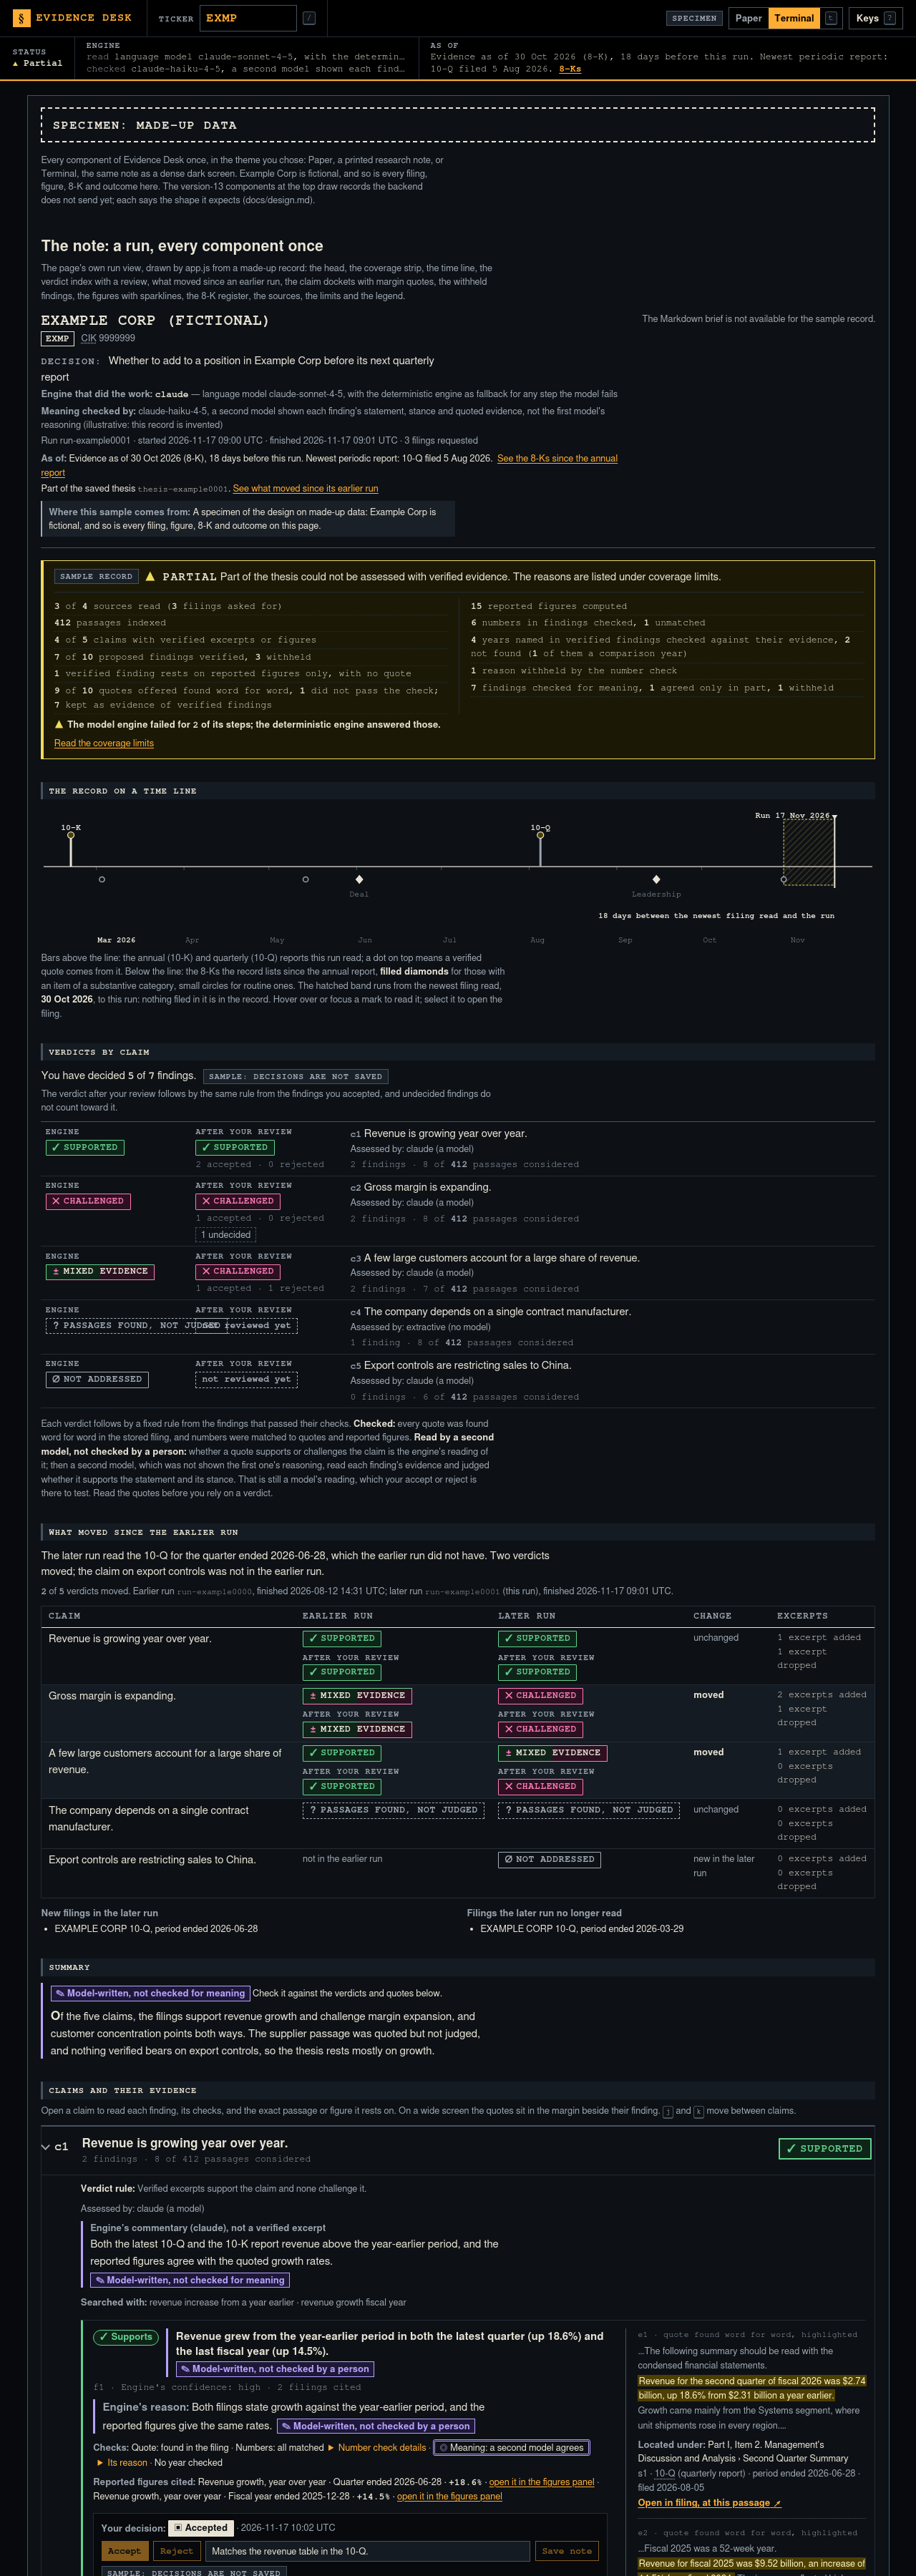 § EVIDENCE DESK
TICKER EXMP /
SPECIMEN Paper Terminal t Keys ?
STATUS
▲ Partial
ENGINE
read language model claude-sonnet-4-5, with the determin…
checked claude-haiku-4-5, a second model shown each find…
AS OF
Evidence as of 30 Oct 2026 (8-K), 18 days before this run. Newest periodic report:
10-Q filed 5 Aug 2026. 8-Ks
SPECIMEN: MADE-UP DATA
Every component of Evidence Desk once, in the theme you chose: Paper, a printed research note, or
Terminal, the same note as a dense dark screen. Example Corp is fictional, and so is every filing,
figure, 8-K and outcome here. The version-13 components at the top draw records the backend
does not send yet; each says the shape it expects (docs/design.md).
The note: a run, every component once
The page's own run view, drawn by app.js from a made-up record: the head, the coverage strip, the time line, the
verdict index with a review, what moved since an earlier run, the claim dockets with margin quotes, the withheld
findings, the figures with sparklines, the 8-K register, the sources, the limits and the legend.
EXAMPLE CORP (FICTIONAL)
The Markdown brief is not available for the sample record.
EXMP CIK 9999999
DECISION: Whether to add to a position in Example Corp before its next quarterly
report
Engine that did the work: claude — language model claude-sonnet-4-5, with the deterministic engine as fallback for any step the model fails
Meaning checked by: claude-haiku-4-5, a second model shown each finding's statement, stance and quoted evidence, not the first model's
reasoning (illustrative: this record is invented)
Run run-example0001 · started 2026-11-17 09:00 UTC · finished 2026-11-17 09:01 UTC · 3 filings requested
As of: Evidence as of 30 Oct 2026 (8-K), 18 days before this run. Newest periodic report: 10-Q filed 5 Aug 2026. See the 8-Ks since the annual
report
Part of the saved thesis thesis-example0001. See what moved since its earlier run
Where this sample comes from: A specimen of the design on made-up data: Example Corp is
fictional, and so is every filing, figure, 8-K and outcome on this page.
SAMPLE RECORD ▲ PARTIAL Part of the thesis could not be assessed with verified evidence. The reasons are listed under coverage limits.
3 of 4 sources read (3 filings asked for)
412 passages indexed
4 of 5 claims with verified excerpts or figures
7 of 10 proposed findings verified, 3 withheld
1 verified finding rests on reported figures only, with no quote
9 of 10 quotes offered found word for word, 1 did not pass the check;
7 kept as evidence of verified findings
15 reported figures computed
6 numbers in findings checked, 1 unmatched
4 years named in verified findings checked against their evidence, 2
not found (1 of them a comparison year)
1 reason withheld by the number check
7 findings checked for meaning, 1 agreed only in part, 1 withheld
▲ The model engine failed for 2 of its steps; the deterministic engine answered those.
Read the coverage limits
THE RECORD ON A TIME LINE
Run 17 Nov 2026
10-K
10-Q
Deal
Leadership
18 days between the newest filing read and the run
Mar 2026 Apr May Jun Jul Aug Sep Oct Nov
Bars above the line: the annual (10-K) and quarterly (10-Q) reports this run read; a dot on top means a verified
quote comes from it. Below the line: the 8-Ks the record lists since the annual report, filled diamonds for those with
an item of a substantive category, small circles for routine ones. The hatched band runs from the newest filing read,
30 Oct 2026, to this run: nothing filed in it is in the record. Hover over or focus a mark to read it; select it to open the
filing.
VERDICTS BY CLAIM
You have decided 5 of 7 findings. SAMPLE: DECISIONS ARE NOT SAVED
The verdict after your review follows by the same rule from the findings you accepted, and undecided findings do
not count toward it.
ENGINE
✓ SUPPORTED
AFTER YOUR REVIEW
✓ SUPPORTED
2 accepted · 0 rejected
c1 Revenue is growing year over year.
Assessed by: claude (a model)
2 findings · 8 of 412 passages considered
ENGINE
✕ CHALLENGED
AFTER YOUR REVIEW
✕ CHALLENGED
1 accepted · 0 rejected
1 undecided
c2 Gross margin is expanding.
Assessed by: claude (a model)
2 findings · 8 of 412 passages considered
ENGINE
± MIXED EVIDENCE
AFTER YOUR REVIEW
✕ CHALLENGED
1 accepted · 1 rejected
c3 A few large customers account for a large share of revenue.
Assessed by: claude (a model)
2 findings · 7 of 412 passages considered
ENGINE
? PASSAGES FOUND, NOT JUDGED
AFTER YOUR REVIEW
not reviewed yet
c4 The company depends on a single contract manufacturer.
Assessed by: extractive (no model)
1 finding · 8 of 412 passages considered
ENGINE
Ø NOT ADDRESSED
AFTER YOUR REVIEW
not reviewed yet
c5 Export controls are restricting sales to China.
Assessed by: claude (a model)
0 findings · 6 of 412 passages considered
Each verdict follows by a fixed rule from the findings that passed their checks. Checked: every quote was found
word for word in the stored filing, and numbers were matched to quotes and reported figures. Read by a second
model, not checked by a person: whether a quote supports or challenges the claim is the engine's reading of
it; then a second model, which was not shown the first one's reasoning, read each finding's evidence and judged
whether it supports the statement and its stance. That is still a model's reading, which your accept or reject is
there to test. Read the quotes before you rely on a verdict.
WHAT MOVED SINCE THE EARLIER RUN
The later run read the 10-Q for the quarter ended 2026-06-28, which the earlier run did not have. Two verdicts
moved; the claim on export controls was not in the earlier run.
2 of 5 verdicts moved. Earlier run run-example0000, finished 2026-08-12 14:31 UTC; later run run-example0001 (this run), finished 2026-11-17 09:01 UTC.
CLAIM EARLIER RUN LATER RUN CHANGE EXCERPTS
Revenue is growing year over year.
✓ SUPPORTED
AFTER YOUR REVIEW
✓ SUPPORTED
✓ SUPPORTED
AFTER YOUR REVIEW
✓ SUPPORTED
unchanged
1 excerpt added
1 excerpt
dropped
Gross margin is expanding.
± MIXED EVIDENCE
AFTER YOUR REVIEW
± MIXED EVIDENCE
✕ CHALLENGED
AFTER YOUR REVIEW
✕ CHALLENGED
moved
2 excerpts added
1 excerpt
dropped
A few large customers account for a large share of
revenue.
✓ SUPPORTED
AFTER YOUR REVIEW
✓ SUPPORTED
± MIXED EVIDENCE
AFTER YOUR REVIEW
✕ CHALLENGED
moved
1 excerpt added
0 excerpts
dropped
The company depends on a single contract
manufacturer.
? PASSAGES FOUND, NOT JUDGED
? PASSAGES FOUND, NOT JUDGED
unchanged
0 excerpts added
0 excerpts
dropped
Export controls are restricting sales to China.
not in the earlier run
Ø NOT ADDRESSED
new in the later
run
0 excerpts added
0 excerpts
dropped
New filings in the later run
• EXAMPLE CORP 10-Q, period ended 2026-06-28
Filings the later run no longer read
• EXAMPLE CORP 10-Q, period ended 2026-03-29
SUMMARY
✎ Model-written, not checked for meaning Check it against the verdicts and quotes below.
Of the five claims, the filings support revenue growth and challenge margin expansion, and
customer concentration points both ways. The supplier passage was quoted but not judged,
and nothing verified bears on export controls, so the thesis rests mostly on growth.
CLAIMS AND THEIR EVIDENCE
Open a claim to read each finding, its checks, and the exact passage or figure it rests on. On a wide screen the quotes sit in the margin beside their finding. j and k move between claims.
c1 Revenue is growing year over year.
2 findings · 8 of 412 passages considered
✓ SUPPORTED
Verdict rule: Verified excerpts support the claim and none challenge it.
Assessed by: claude (a model)
Engine's commentary (claude), not a verified excerpt
Both the latest 10-Q and the 10-K report revenue above the year-earlier period, and the
reported figures agree with the quoted growth rates.
✎ Model-written, not checked for meaning
Searched with: revenue increase from a year earlier · revenue growth fiscal year
✓ Supports
Revenue grew from the year-earlier period in both the latest quarter (up 18.6%) and
the last fiscal year (up 14.5%).
✎ Model-written, not checked by a person
f1 · Engine's confidence: high · 2 filings cited
Engine's reason: Both filings state growth against the year-earlier period, and the
reported figures give the same rates. ✎ Model-written, not checked by a person
Checks: Quote: found in the filing · Numbers: all matched ▶ Number check details · ◎ Meaning: a second model agrees
▶ Its reason · No year checked
Reported figures cited: Revenue growth, year over year · Quarter ended 2026-06-28 · +18.6% · open it in the figures panel ·
Revenue growth, year over year · Fiscal year ended 2025-12-28 · +14.5% · open it in the figures panel
Your decision: ▣ Accepted · 2026-11-17 10:02 UTC
Accept Reject Matches the revenue table in the 10-Q. Save note
SAMPLE: DECISIONS ARE NOT SAVED
e1 · quote found word for word, highlighted
…The following summary should be read with the
condensed financial statements.
Revenue for the second quarter of fiscal 2026 was $2.74
billion, up 18.6% from $2.31 billion a year earlier.
Growth came mainly from the Systems segment, where
unit shipments rose in every region.…
Located under: Part I, Item 2. Management's
Discussion and Analysis › Second Quarter Summary
s1 · 10-Q (quarterly report) · period ended 2026-06-28 ·
filed 2026-08-05
Open in filing, at this passage ↗
e2 · quote found word for word, highlighted
…Fiscal 2025 was a 52-week year.
Revenue for fiscal 2025 was $9.52 billion, an increase of